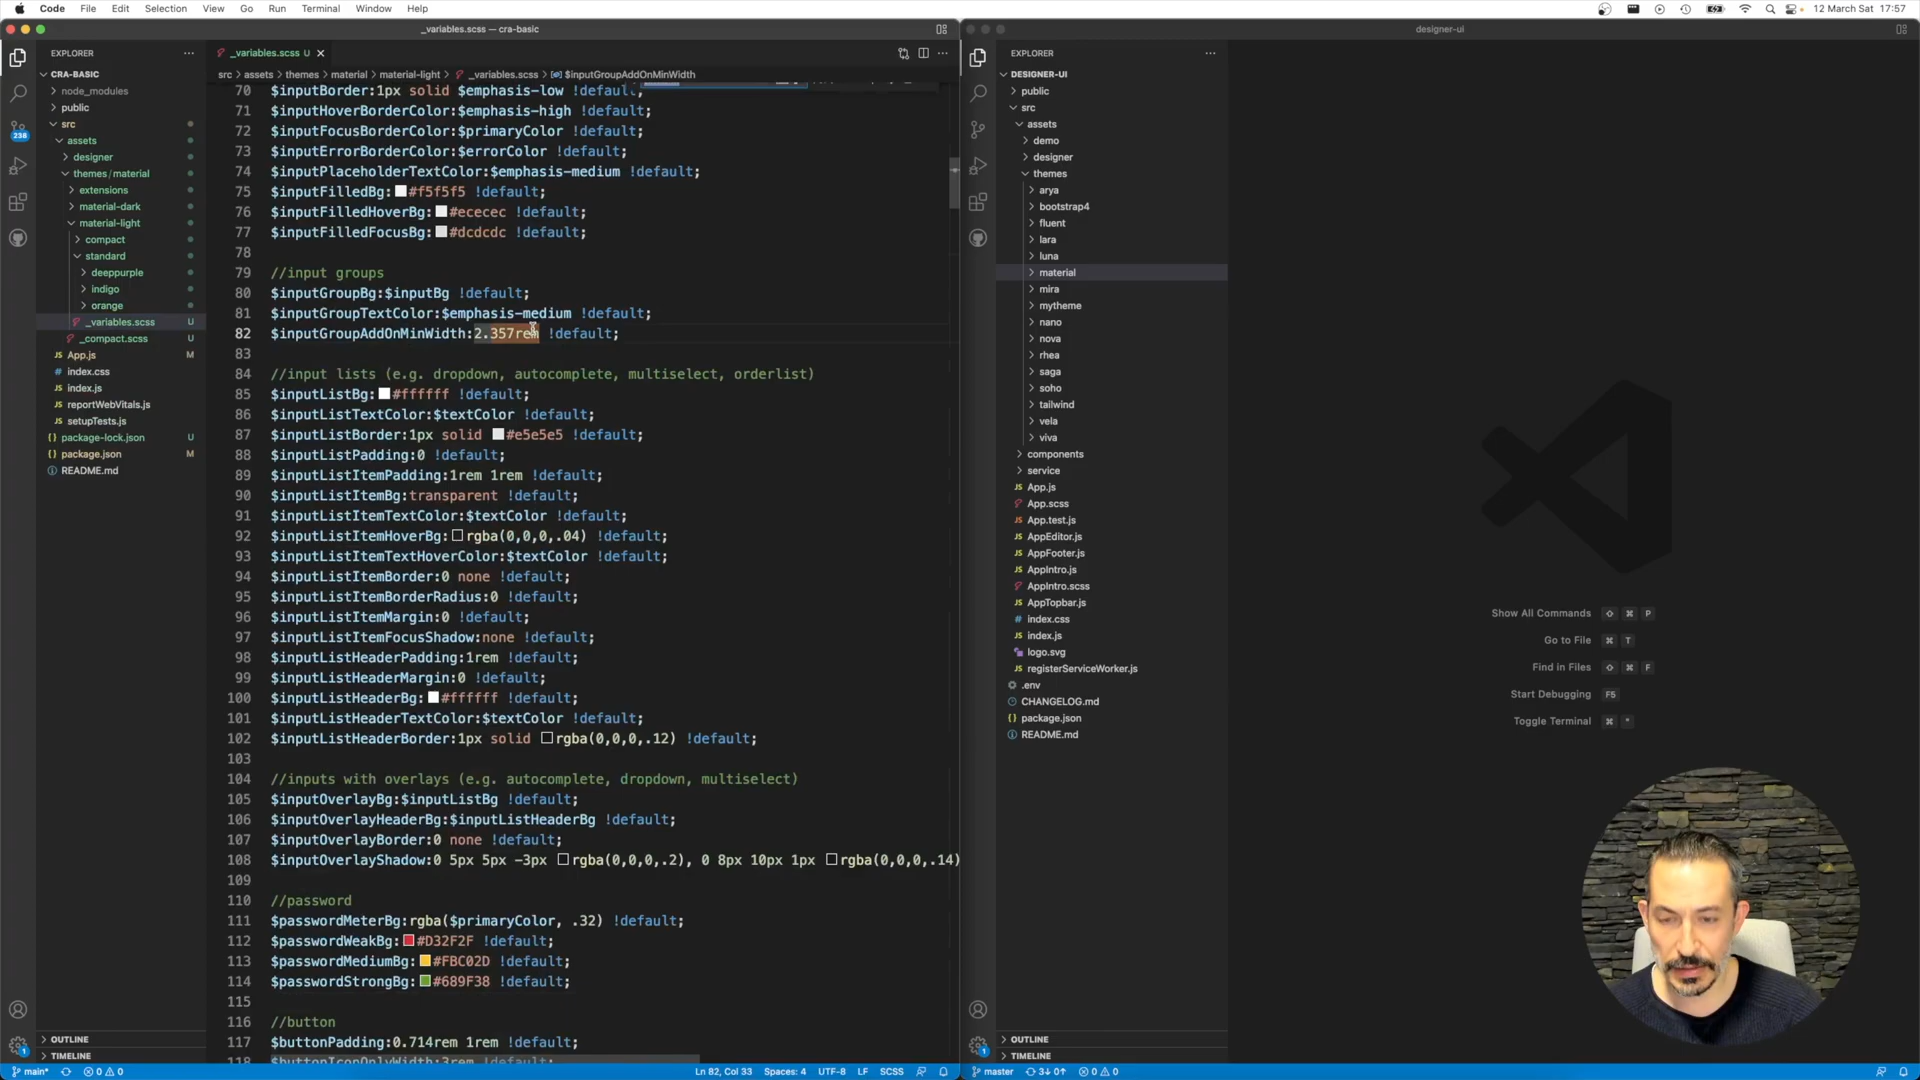 Code File Edit Selection View Go Run Terminal Window Help
12 March Sat 17:57
_variables.scss — cra-basic
EXPLORER
CRA-BASIC
node_modules
public
src
assets
designer
themes/material
extensions
material-dark
material-light
compact
standard
deeppurple
indigo
orange
_variables.scss U
_compact.scss U
App.js M
index.css
index.js
reportWebVitals.js
setupTests.js
package-lock.json U
package.json M
README.md
OUTLINE
TIMELINE
238
1
_variables.scss U
src > assets > themes > material > material-light > _variables.scss > $inputGroupAddOnMinWidth
70 $inputBorder:1px solid $emphasis-low !default;
71 $inputHoverBorderColor:$emphasis-high !default;
72 $inputFocusBorderColor:$primaryColor !default;
73 $inputErrorBorderColor:$errorColor !default;
74 $inputPlaceholderTextColor:$emphasis-medium !default;
75 $inputFilledBg:#f5f5f5 !default;
76 $inputFilledHoverBg:#ececec !default;
77 $inputFilledFocusBg:#dcdcdc !default;
78
79 //input groups
80 $inputGroupBg:$inputBg !default;
81 $inputGroupTextColor:$emphasis-medium !default;
82 $inputGroupAddOnMinWidth:2.357rem !default;
83
84 //input lists (e.g. dropdown, autocomplete, multiselect, orderlist)
85 $inputListBg:#ffffff !default;
86 $inputListTextColor:$textColor !default;
87 $inputListBorder:1px solid #e5e5e5 !default;
88 $inputListPadding:0 !default;
89 $inputListItemPadding:1rem 1rem !default;
90 $inputListItemBg:transparent !default;
91 $inputListItemTextColor:$textColor !default;
92 $inputListItemHoverBg:rgba(0,0,0,.04) !default;
93 $inputListItemTextHoverColor:$textColor !default;
94 $inputListItemBorder:0 none !default;
95 $inputListItemBorderRadius:0 !default;
96 $inputListItemMargin:0 !default;
97 $inputListItemFocusShadow:none !default;
98 $inputListHeaderPadding:1rem !default;
99 $inputListHeaderMargin:0 !default;
100 $inputListHeaderBg:#ffffff !default;
101 $inputListHeaderTextColor:$textColor !default;
102 $inputListHeaderBorder:1px solid rgba(0,0,0,.12) !default;
103
104 //inputs with overlays (e.g. autocomplete, dropdown, multiselect)
105 $inputOverlayBg:$inputListBg !default;
106 $inputOverlayHeaderBg:$inputListHeaderBg !default;
107 $inputOverlayBorder:0 none !default;
108 $inputOverlayShadow:0 5px 5px -3px rgba(0,0,0,.2), 0 8px 10px 1px rgba(0,0,0,.14)
109
110 //password
111 $passwordMeterBg:rgba($primaryColor, .32) !default;
112 $passwordWeakBg:#D32F2F !default;
113 $passwordMediumBg:#FBC02D !default;
114 $passwordStrongBg:#689F38 !default;
115
116 //button
117 $buttonPadding:0.714rem 1rem !default;
118 $buttonIconOnlyWidth:3rem !default;
main* 0 0
Ln 82, Col 33 Spaces: 4 UTF-8 LF SCSS
designer-ui
EXPLORER
DESIGNER-UI
public
src
assets
demo
designer
themes
arya
bootstrap4
fluent
lara
luna
material
mira
mytheme
nano
nova
rhea
saga
soho
tailwind
vela
viva
components
service
App.js
App.scss
App.test.js
AppEditor.js
AppFooter.js
AppIntro.js
AppIntro.scss
AppTopbar.js
index.css
index.js
logo.svg
registerServiceWorker.js
.env
CHANGELOG.md
package.json
README.md
OUTLINE
TIMELINE
1
Show All Commands ⇧ ⌘ P
Go to File ⌘ T
Find in Files ⇧ ⌘ F
Start Debugging F5
Toggle Terminal ⌘
master 3↓ 0↑ 0 0